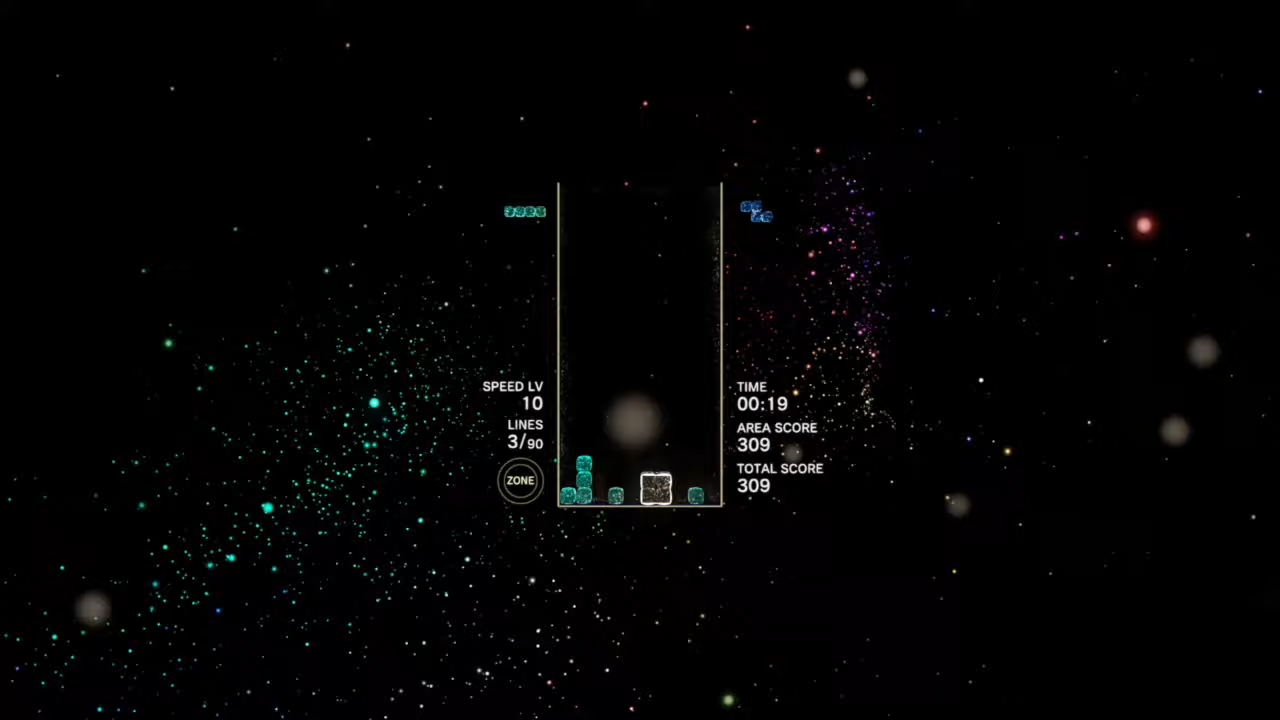 SPEED LV
10
LINES
3/90
ZONE
TIME
00:19
AREA SCORE
309
TOTAL SCORE
309